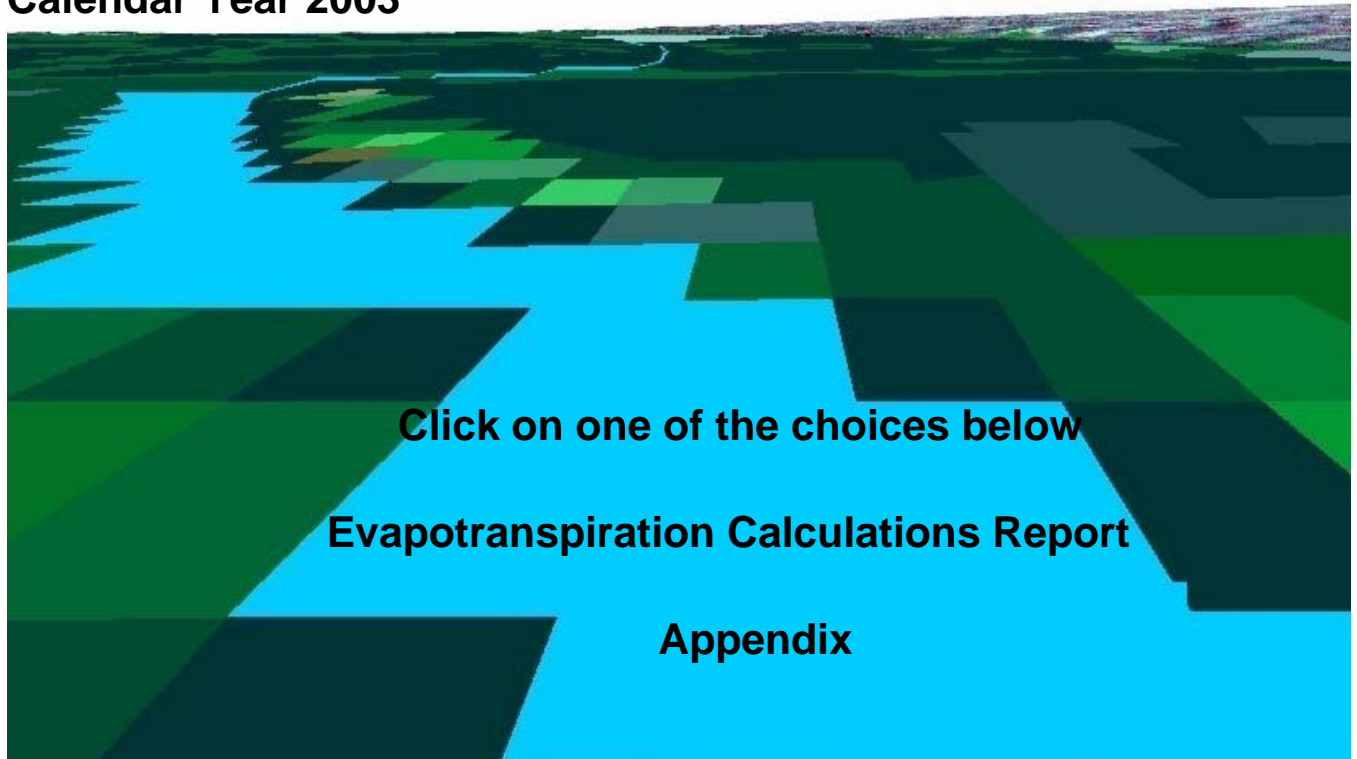 Calendar Year 2003
Click on one of the choices below
Evapotranspiration Calculations Report
Appendix